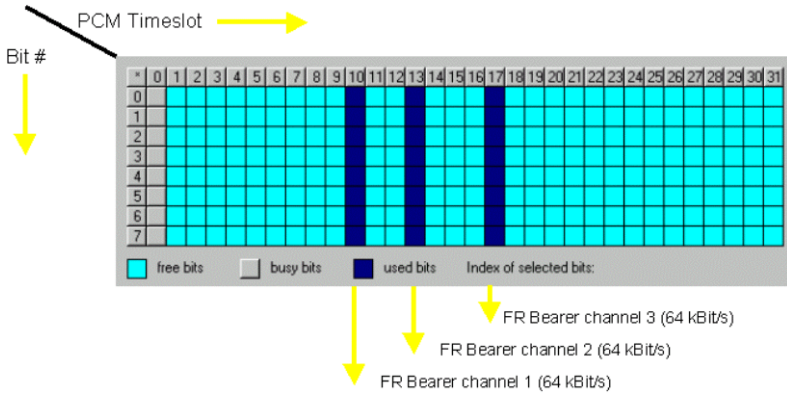 PCM Timeslot
Bit #
* 0 1 2 3 4 5 6 7 8 9 10 11 12 13 14 15 16 17 18 19 20 21 22 23 24 25 26 27 28 29 30 31
0
1
2
3
4
5
6
7
free bits busy bits used bits Index of selected bits:
FR Bearer channel 3 (64 kBit/s)
FR Bearer channel 2 (64 kBit/s)
FR Bearer channel 1 (64 kBit/s)